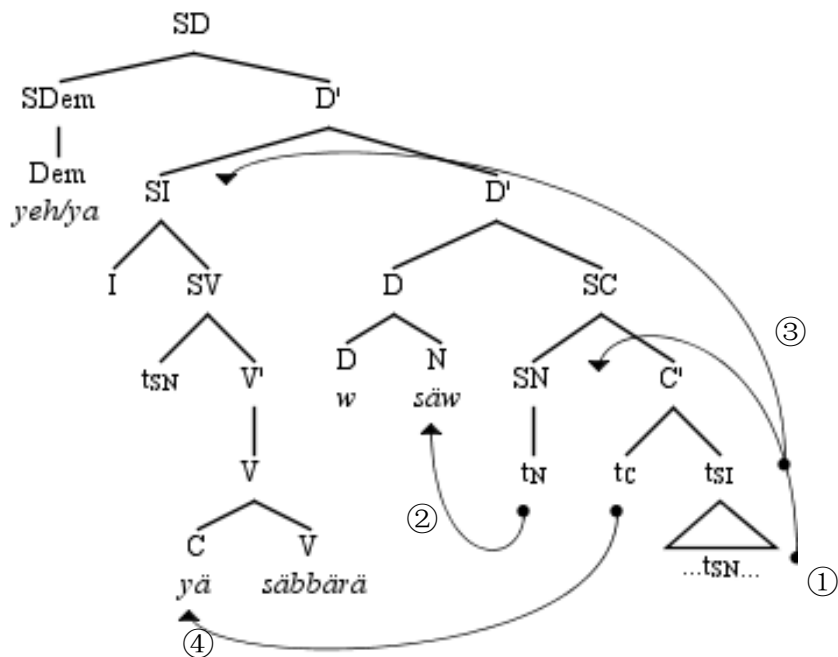 SD
SDem D'
Dem SI D'
yeh/ya
I SV D SC
③
tSN V' D N SN C'
w säw
V tN tC tSI
②
C V ...tSN... ①
yä säbbärä
④